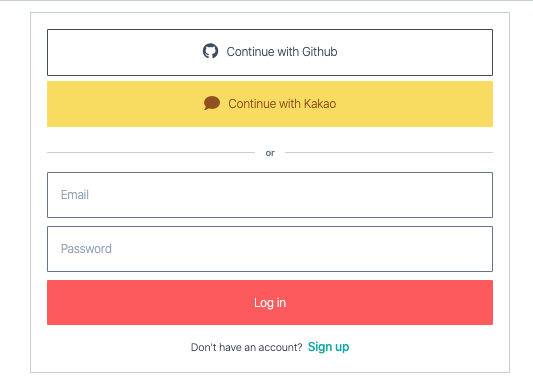 Continue with Github
Continue with Kakao
or
Email
Password
Log in
Don't have an account? Sign up